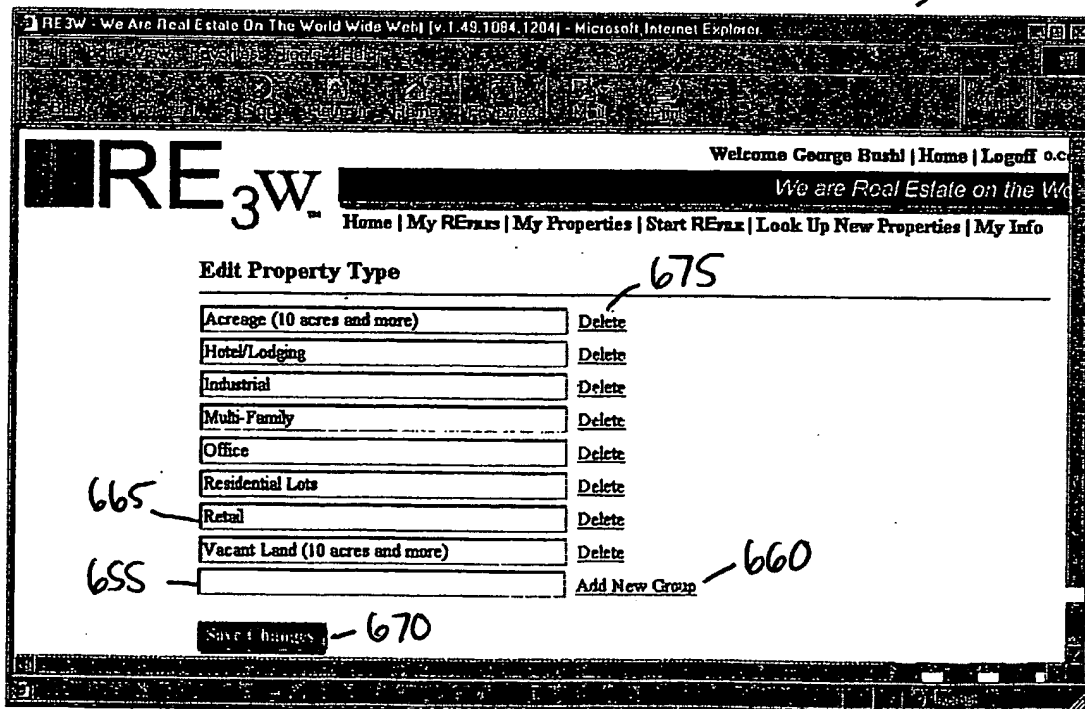 RE3W - We Are Real Estate On The World Wide Web! [v.1.49.1084.1204] - Microsoft Internet Explorer
RE3W™
Welcome George Bush! | Home | Logoff o.c
We are Real Estate on the Wo
Home | My REFILES | My Properties | Start REFILE | Look Up New Properties | My Info
Edit Property Type
675
Acreage (10 acres and more) Delete
Hotel/Lodging Delete
Industrial Delete
Multi-Family Delete
Office Delete
Residential Lots Delete
665 Retail Delete
Vacant Land (10 acres and more) Delete
655 Add New Group 660
Save Changes 670